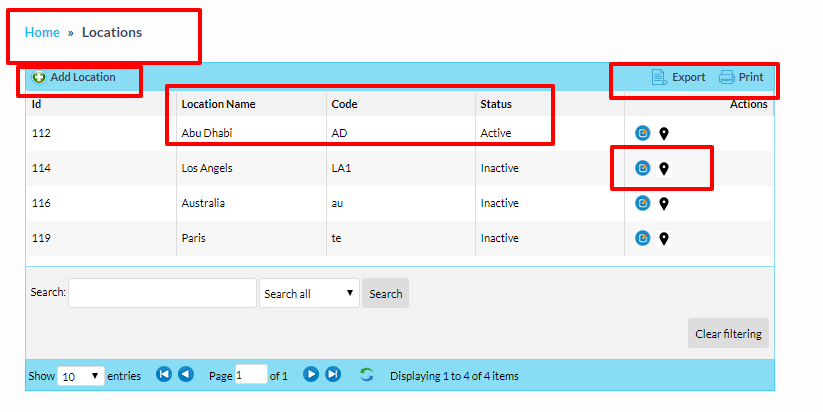 Home » Locations
Add Location Export Print
Id Location Name Code Status Actions
112 Abu Dhabi AD Active
114 Los Angels LA1 Inactive
116 Australia au Inactive
119 Paris te Inactive
Search: Search all Search
Clear filtering
Show 10 entries Page 1 of 1 Displaying 1 to 4 of 4 items